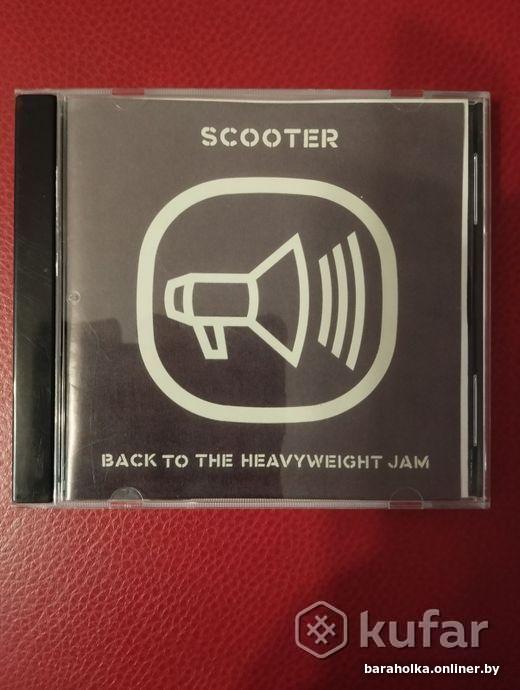 SCOOTER
BACK TO THE HEAVYWEIGHT JAM
kufar
baraholka.onliner.by